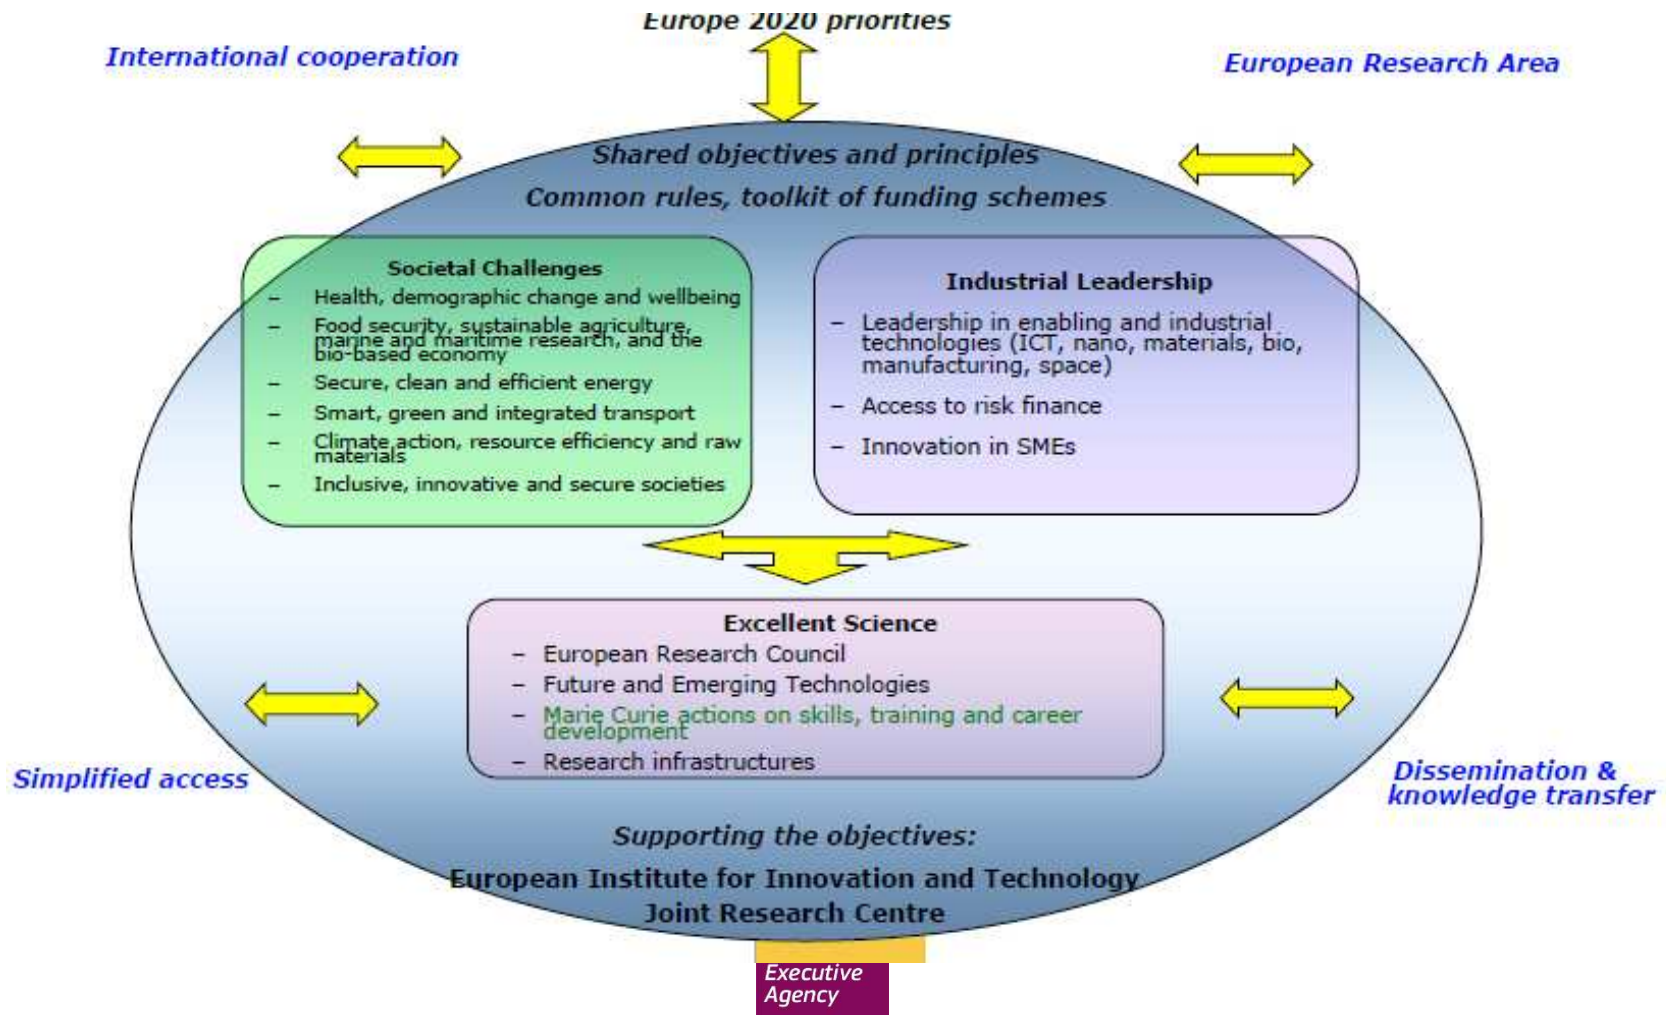 Europe 2020 priorities
International cooperation
European Research Area
Shared objectives and principles
Common rules, toolkit of funding schemes
Societal Challenges
– Health, demographic change and wellbeing
– Food security, sustainable agriculture,
marine and maritime research, and the
bio-based economy
– Secure, clean and efficient energy
– Smart, green and integrated transport
– Climate action, resource efficiency and raw
materials
– Inclusive, innovative and secure societies
Industrial Leadership
– Leadership in enabling and industrial
technologies (ICT, nano, materials, bio,
manufacturing, space)
– Access to risk finance
– Innovation in SMEs
Excellent Science
– European Research Council
– Future and Emerging Technologies
– Marie Curie actions on skills, training and career
development
– Research infrastructures
Simplified access
Dissemination &
knowledge transfer
Supporting the objectives:
European Institute for Innovation and Technology
Joint Research Centre
Executive
Agency